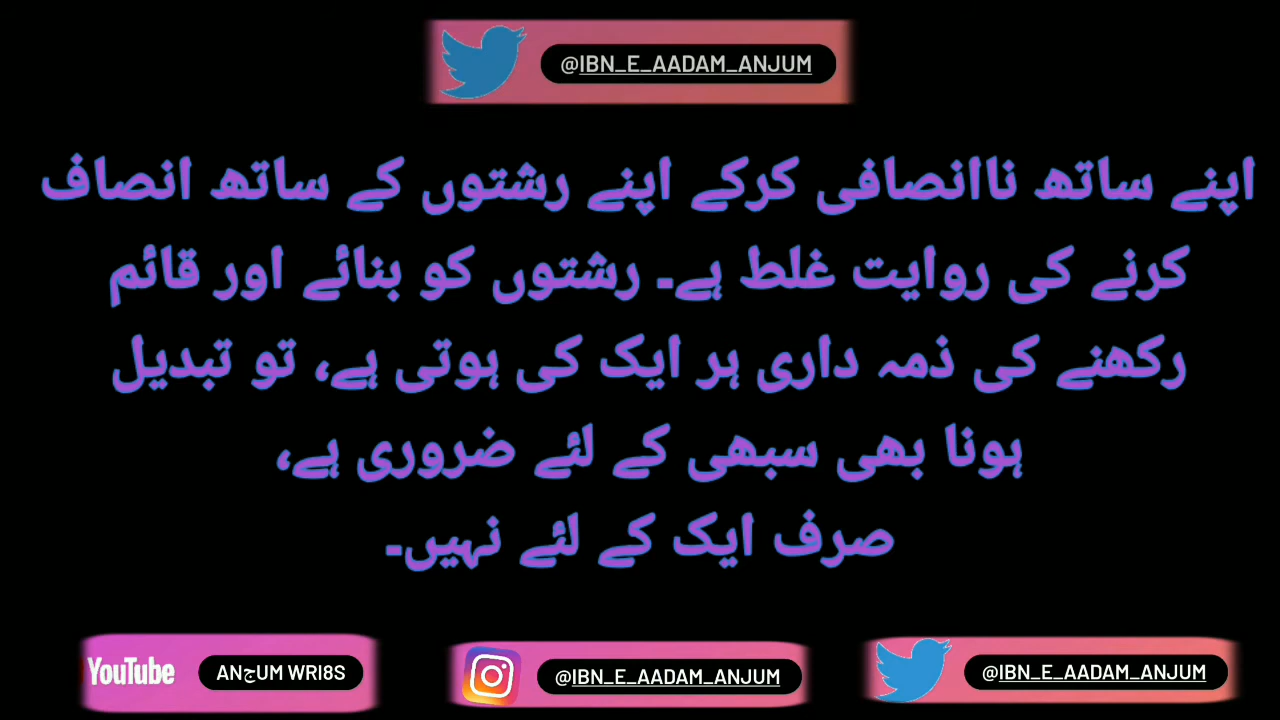 @IBN_E_AADAM_ANJUM
اپنے ساتھ ناانصافی کرکے اپنے رشتوں کے ساتھ انصاف
کرنے کی روایت غلط ہے۔ رشتوں کو بنائے اور قائم
رکھنے کی ذمہ داری ہر ایک کی ہوتی ہے، تو تبدیل
ہونا بھی سبھی کے لئے ضروری ہے،
صرف ایک کے لئے نہیں۔
YouTube ANجUM WRI8S
@IBN_E_AADAM_ANJUM
@IBN_E_AADAM_ANJUM